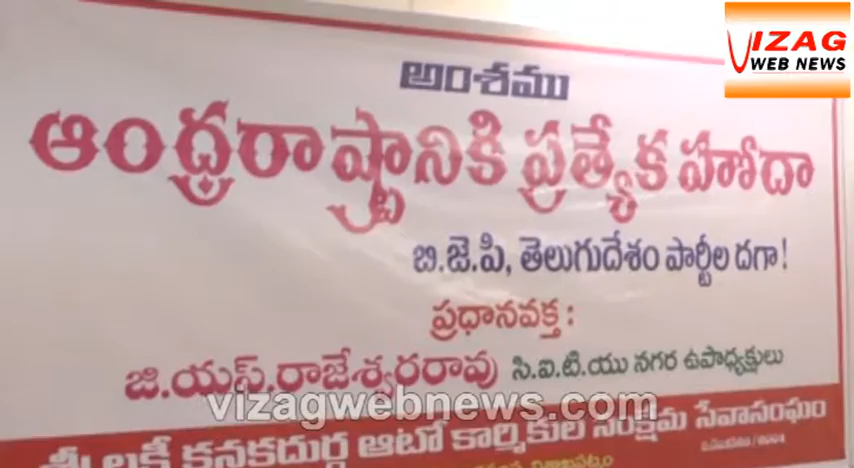 VIZAG
WEB NEWS
అంశము
ఆంధ్రరాష్ట్రానికి ప్రత్యేక హోదా
బి.జె.పి, తెలుగుదేశం పార్టీల దగా!
ప్రధానవక్త :
జి.యస్.రాజేశ్వరరావు సి.ఐ.టి.యు నగర ఉపాధ్యక్షులు
vizagwebnews.com
శ్రీ లక్ష్మీ కనకదుర్గ ఆటో కార్మికుల సంక్షేమ సేవాసంఘం